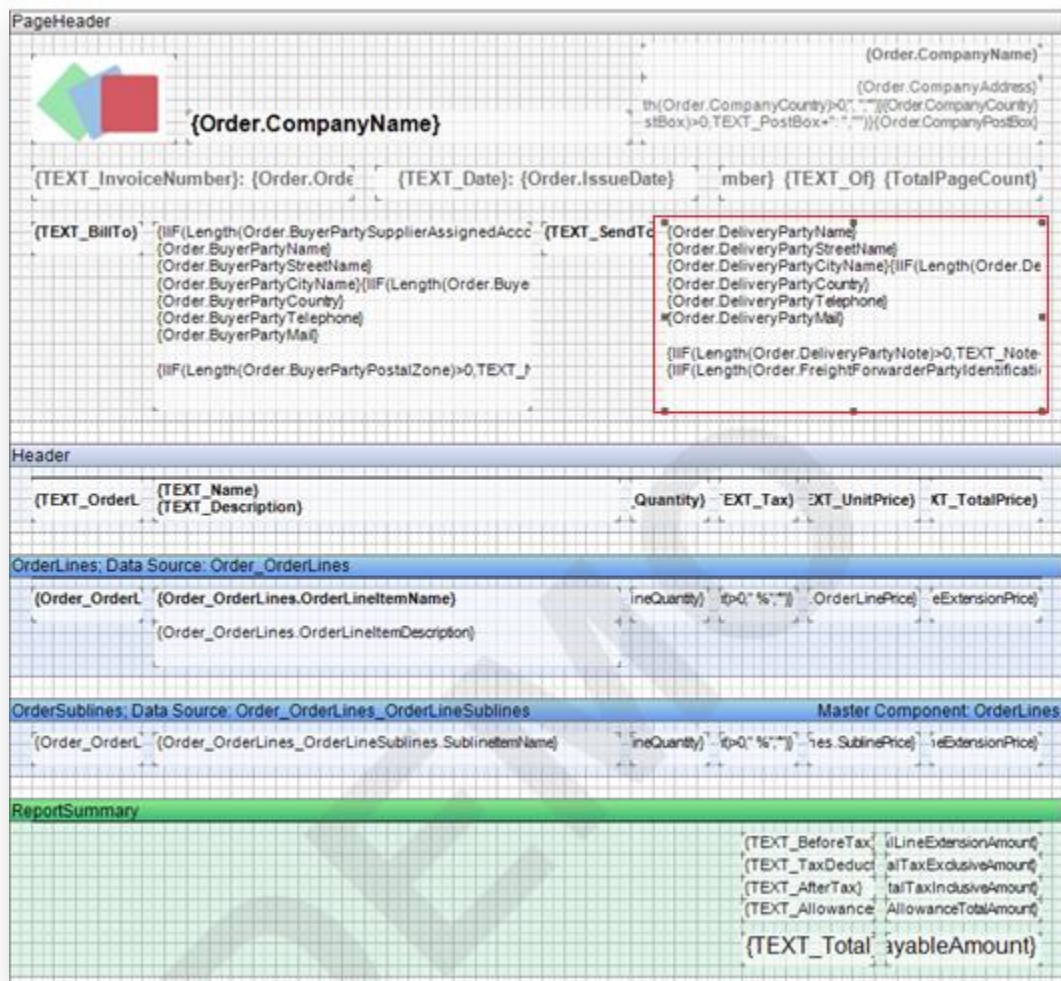 PageHeader
{Order.CompanyName}
{Order.CompanyAddress}
th(Order.CompanyCountry)>0,", ","")}{Order.CompanyCountry}
stBox)>0,TEXT_PostBox+": ","")}{Order.CompanyPostBox}
{Order.CompanyName}
{TEXT_InvoiceNumber}: {Order.Orde {TEXT_Date}: {Order.IssueDate} mber} {TEXT_Of} {TotalPageCount}
{TEXT_BillTo} {IIF(Length(Order.BuyerPartySupplierAssignedAccc {TEXT_SendTo {Order.DeliveryPartyName}
{Order.BuyerPartyName} {Order.DeliveryPartyStreetName}
{Order.BuyerPartyStreetName} {Order.DeliveryPartyCityName}{IIF(Length(Order.De
{Order.BuyerPartyCityName}{IIF(Length(Order.Buye {Order.DeliveryPartyCountry}
{Order.BuyerPartyCountry} {Order.DeliveryPartyTelephone}
{Order.BuyerPartyTelephone} {Order.DeliveryPartyMail}
{Order.BuyerPartyMail}
{IIF(Length(Order.DeliveryPartyNote)>0,TEXT_Note
{IIF(Length(Order.BuyerPartyPostalZone)>0,TEXT_ {IIF(Length(Order.FreightForwarderPartyIdentificati
Header
{TEXT_OrderL {TEXT_Name} _Quantity} TEXT_Tax} EXT_UnitPrice} XT_TotalPrice}
{TEXT_Description}
OrderLines; Data Source: Order_OrderLines
{Order_OrderL {Order_OrderLines.OrderLineItemName} ineQuantity} t)>0," %","")} .OrderLinePrice} eExtensionPrice}
{Order_OrderLines.OrderLineItemDescription}
OrderSublines; Data Source: Order_OrderLines_OrderLineSublines Master Component: OrderLines
{Order_OrderL {Order_OrderLines_OrderLineSublines.SublineItemName} ineQuantity} t)>0," %","")} nes.SublinePrice} eExtensionPrice}
ReportSummary
{TEXT_BeforeTax} lLineExtensionAmount}
{TEXT_TaxDeduct alTaxExclusiveAmount}
{TEXT_AfterTax} talTaxInclusiveAmount}
{TEXT_Allowance AllowanceTotalAmount}
{TEXT_Total ayableAmount}
DEMO